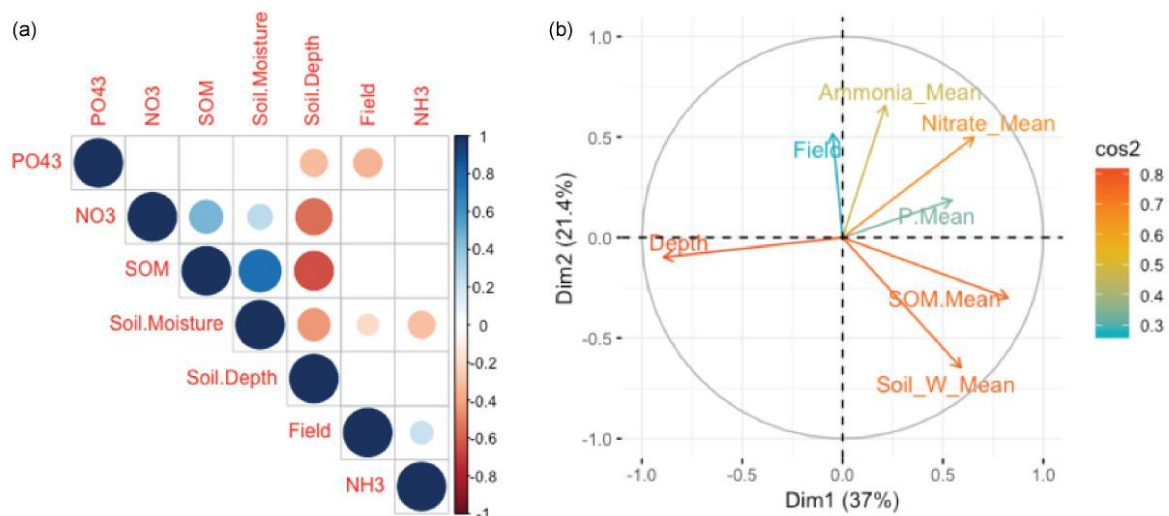 (a)
PO43
NO3
SOM
Soil.Moisture
Soil.Depth
Field
NH3
PO43
NO3
SOM
Soil.Moisture
Soil.Depth
Field
NH3
1
0.8
0.6
0.4
0.2
0
-0.2
-0.4
-0.6
-0.8
-1
(b)
1.0
0.5
0.0
-0.5
-1.0
Dim2 (21.4%)
Ammonia_Mean
Nitrate_Mean
Field
P.Mean
Depth
SOM.Mean
Soil_W_Mean
-1.0
-0.5
0.0
0.5
1.0
Dim1 (37%)
cos2
0.8
0.7
0.6
0.5
0.4
0.3